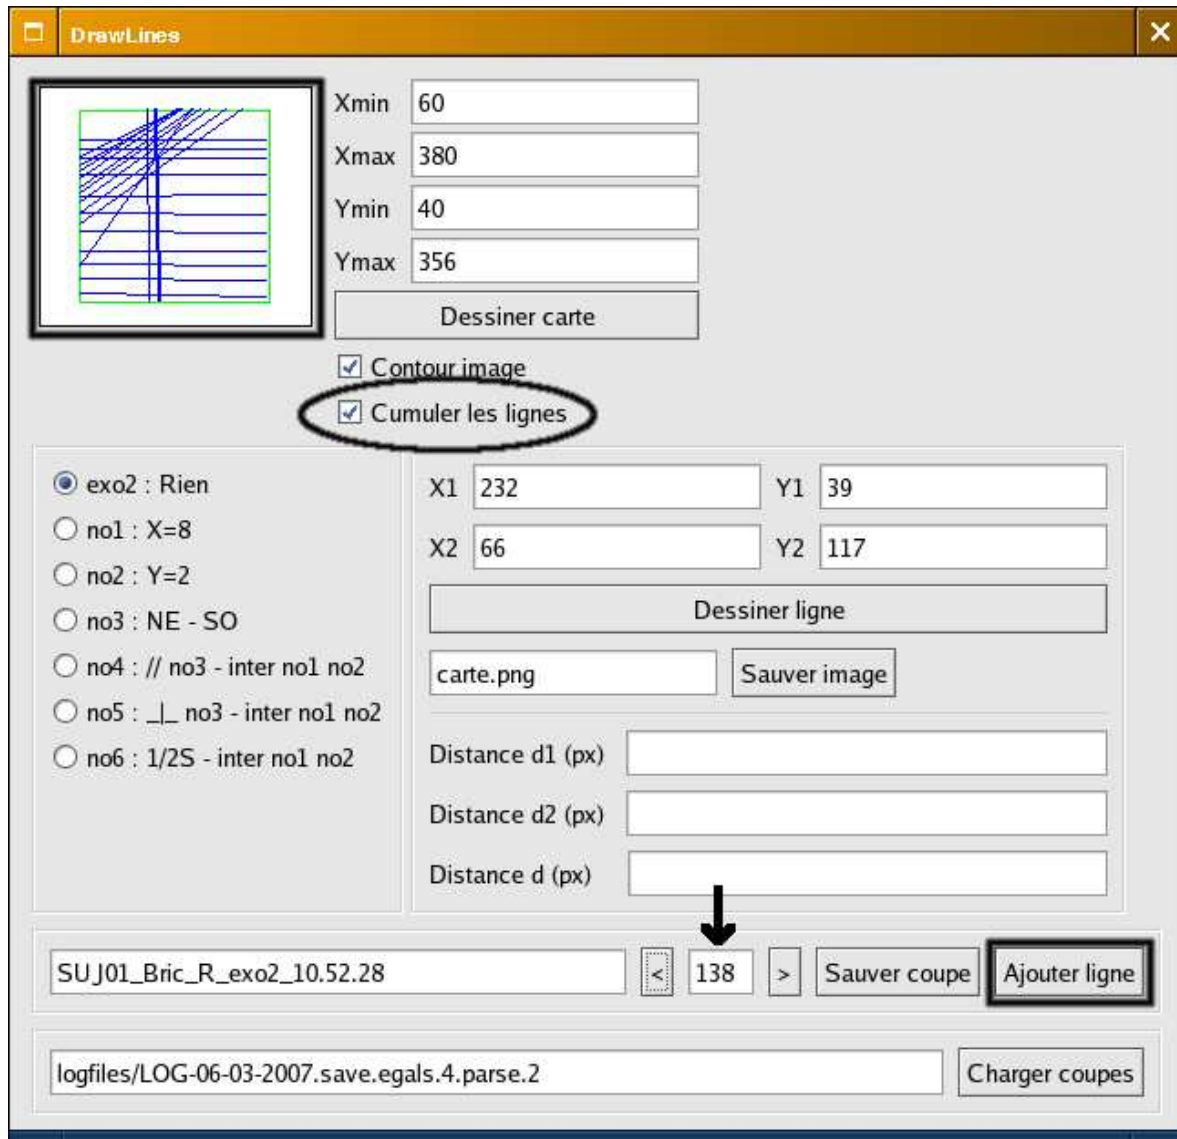 DrawLines
Xmin 60
Xmax 380
Ymin 40
Ymax 356
Dessiner carte
Contour image
Cumuler les lignes
exo2 : Rien
no1 : X=8
no2 : Y=2
no3 : NE - SO
no4 : // no3 - inter no1 no2
no5 : _|_ no3 - inter no1 no2
no6 : 1/2S - inter no1 no2
X1 232 Y1 39
X2 66 Y2 117
Dessiner ligne
carte.png Sauver image
Distance d1 (px)
Distance d2 (px)
Distance d (px)
SUJ01_Bric_R_exo2_10.52.28 < 138 > Sauver coupe Ajouter ligne
logfiles/LOG-06-03-2007.save.egals.4.parse.2 Charger coupes